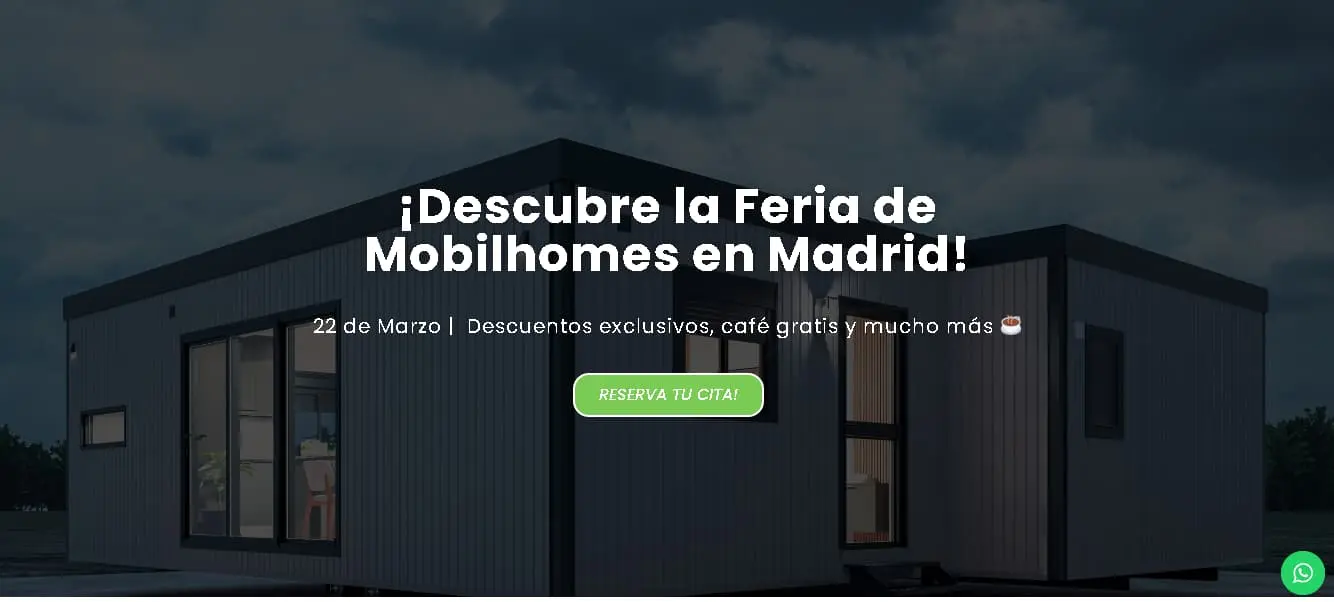 ¡Descubre la Feria de
Mobilhomes en Madrid!
22 de Marzo | Descuentos exclusivos, café gratis y mucho más ☕
RESERVA TU CITA!